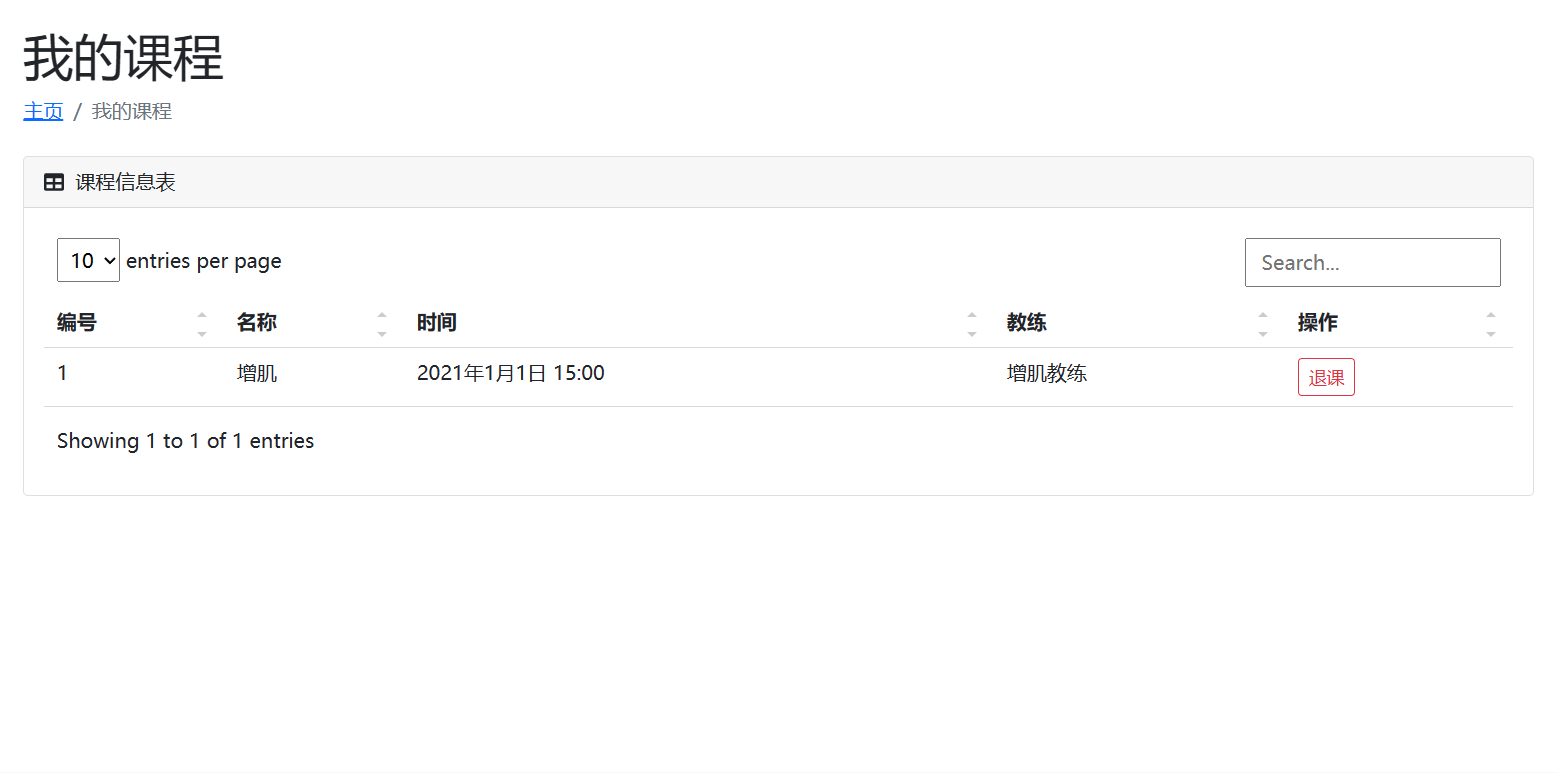 我的课程
主页 / 我的课程
课程信息表
10 entries per page
Search...
编号 名称 时间 教练 操作
1 增肌 2021年1月1日 15:00 增肌教练 退课
Showing 1 to 1 of 1 entries